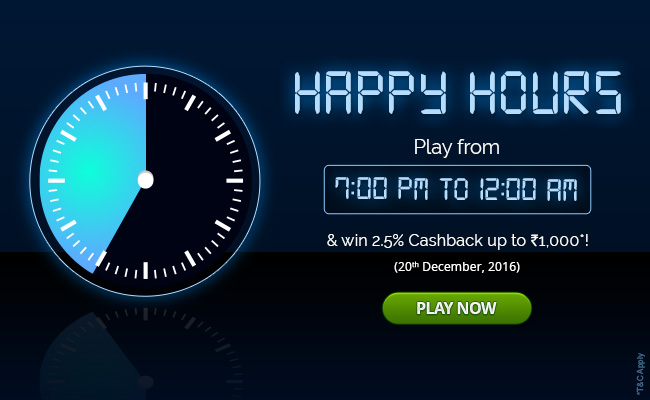 HAPPY HOURS
Play from
7:00 PM TO 12:00 AM
& win 2.5% Cashback up to ₹1,000*!
(20th December, 2016)
PLAY NOW
*T&C Apply